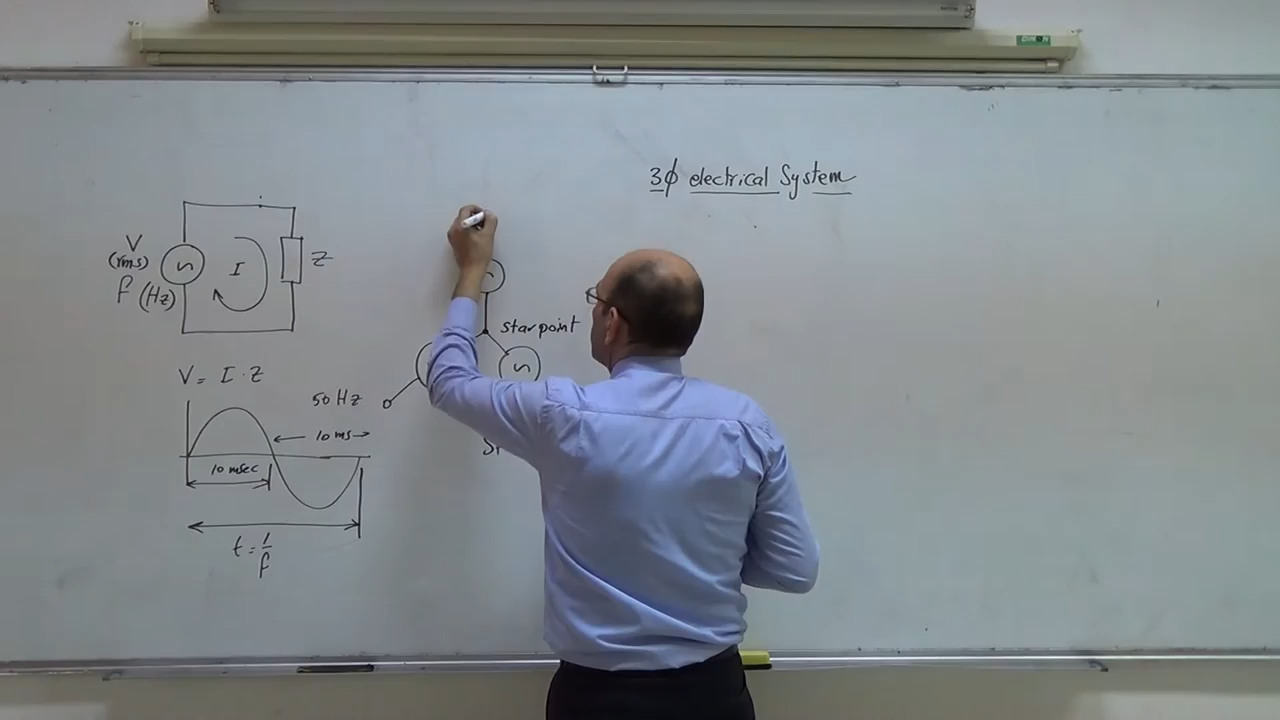 3ϕ electrical System
V
(rms)
f (Hz)
I
Z
V = I · Z
50 Hz
10 ms
10 msec
t = 1/f
starpoint